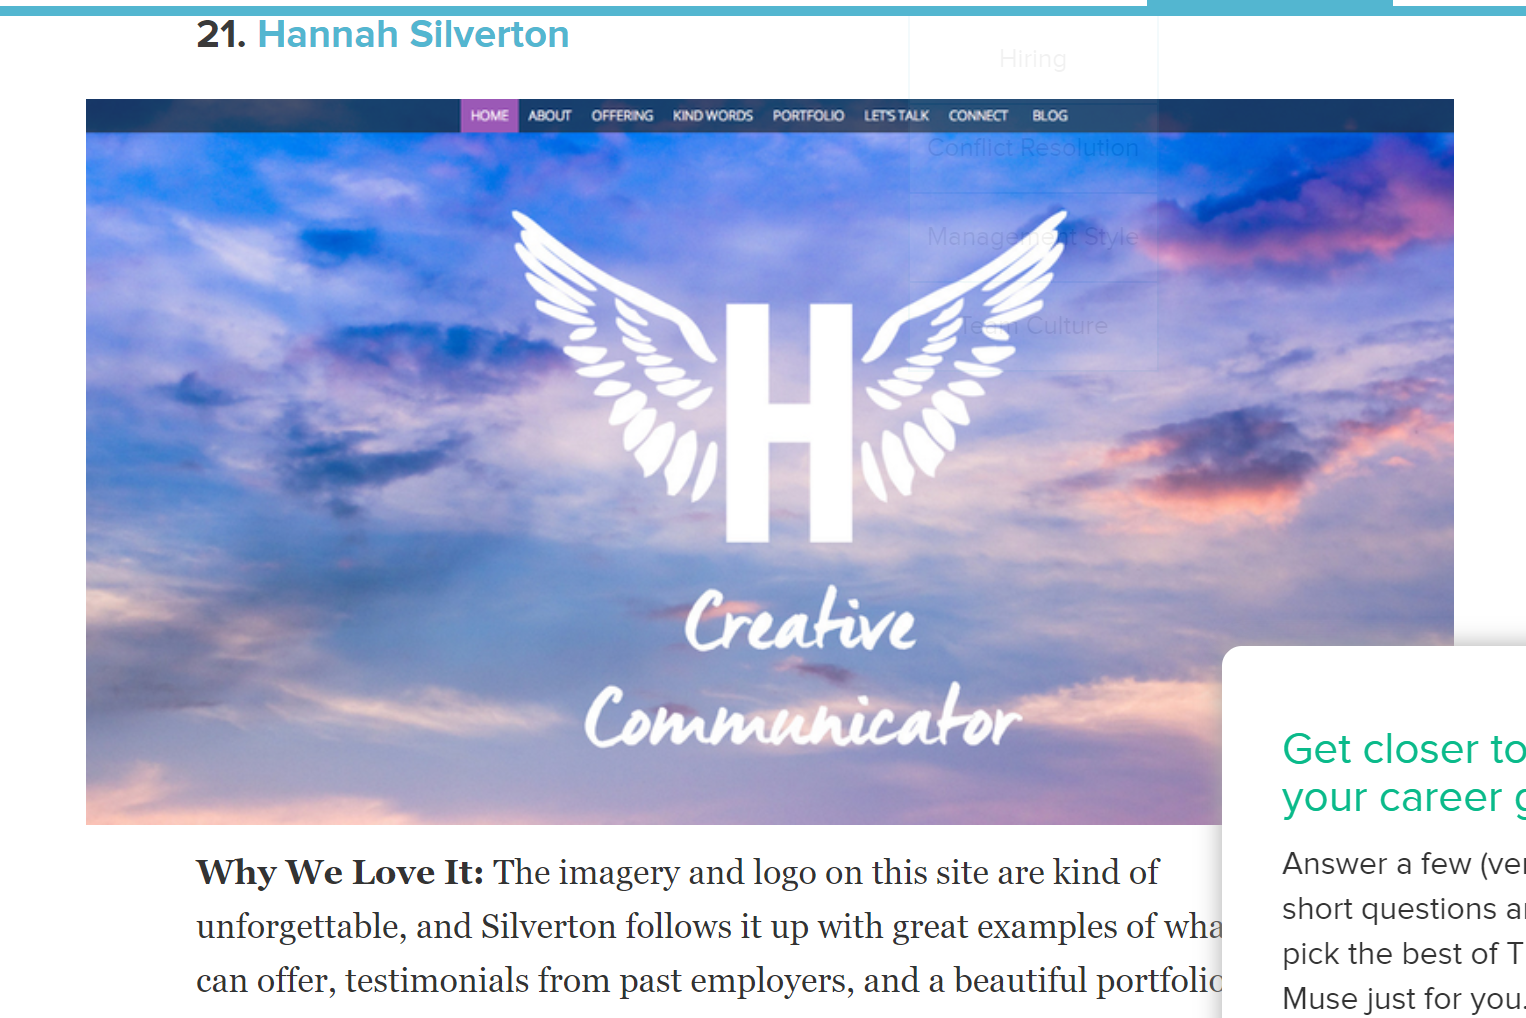 21. Hannah Silverton
Hiring
HOME ABOUT OFFERING KIND WORDS PORTFOLIO LET'S TALK CONNECT BLOG
Conflict Resolution
Management Style
Team Culture
H
Creative
Communicator
Why We Love It: The imagery and logo on this site are kind of
unforgettable, and Silverton follows it up with great examples of
can offer, testimonials from past employers, and a beautiful
Get closer to
your career
Answer a few
short questions
pick the best of
Muse just for you.